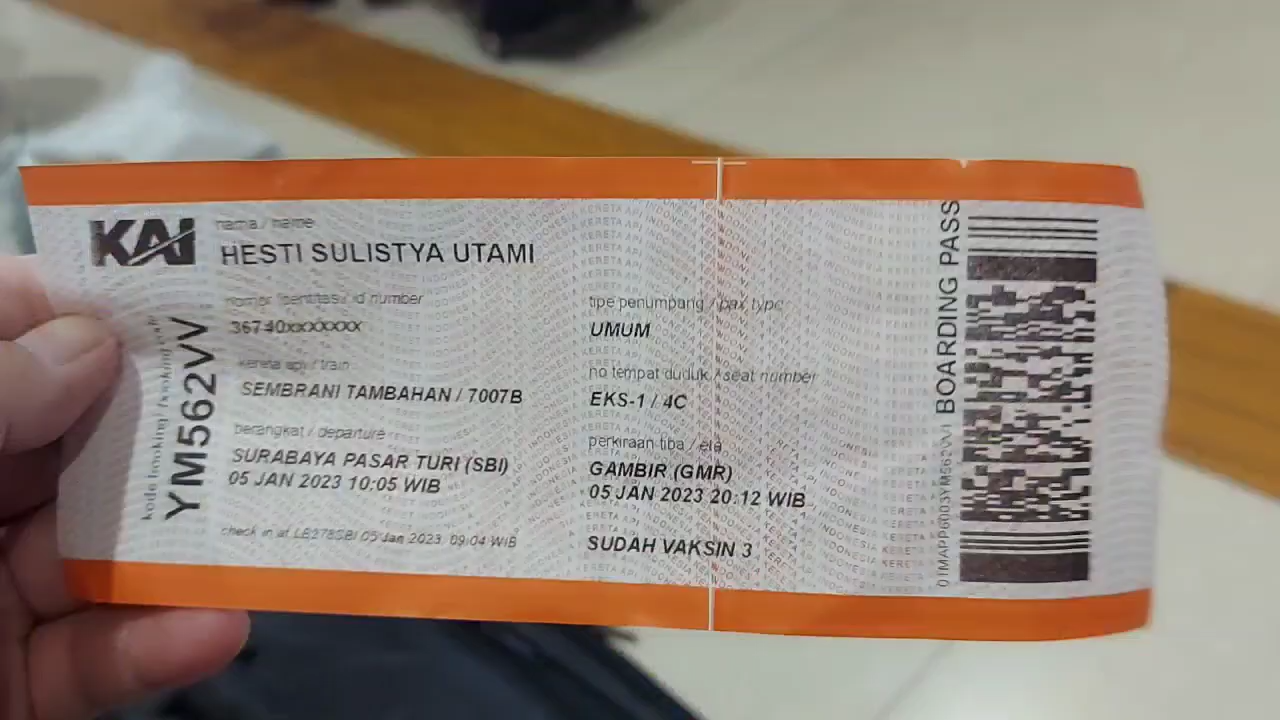 KAI
nama / name
HESTI SULISTYA UTAMI
nomor identitas / id number
36740xxxxxxxx
kereta api / train
SEMBRANI TAMBAHAN / 7007B
berangkat / departure
SURABAYA PASAR TURI (SBI)
05 JAN 2023 10:05 WIB
check in at LB278SBI 05 Jan 2023, 09:04 WIB
kode booking / booking code
YM562VV
tipe penumpang / pax type
UMUM
no tempat duduk / seat number
EKS-1 / 4C
perkiraan tiba / eta
GAMBIR (GMR)
05 JAN 2023 20:12 WIB
SUDAH VAKSIN 3
BOARDING PASS